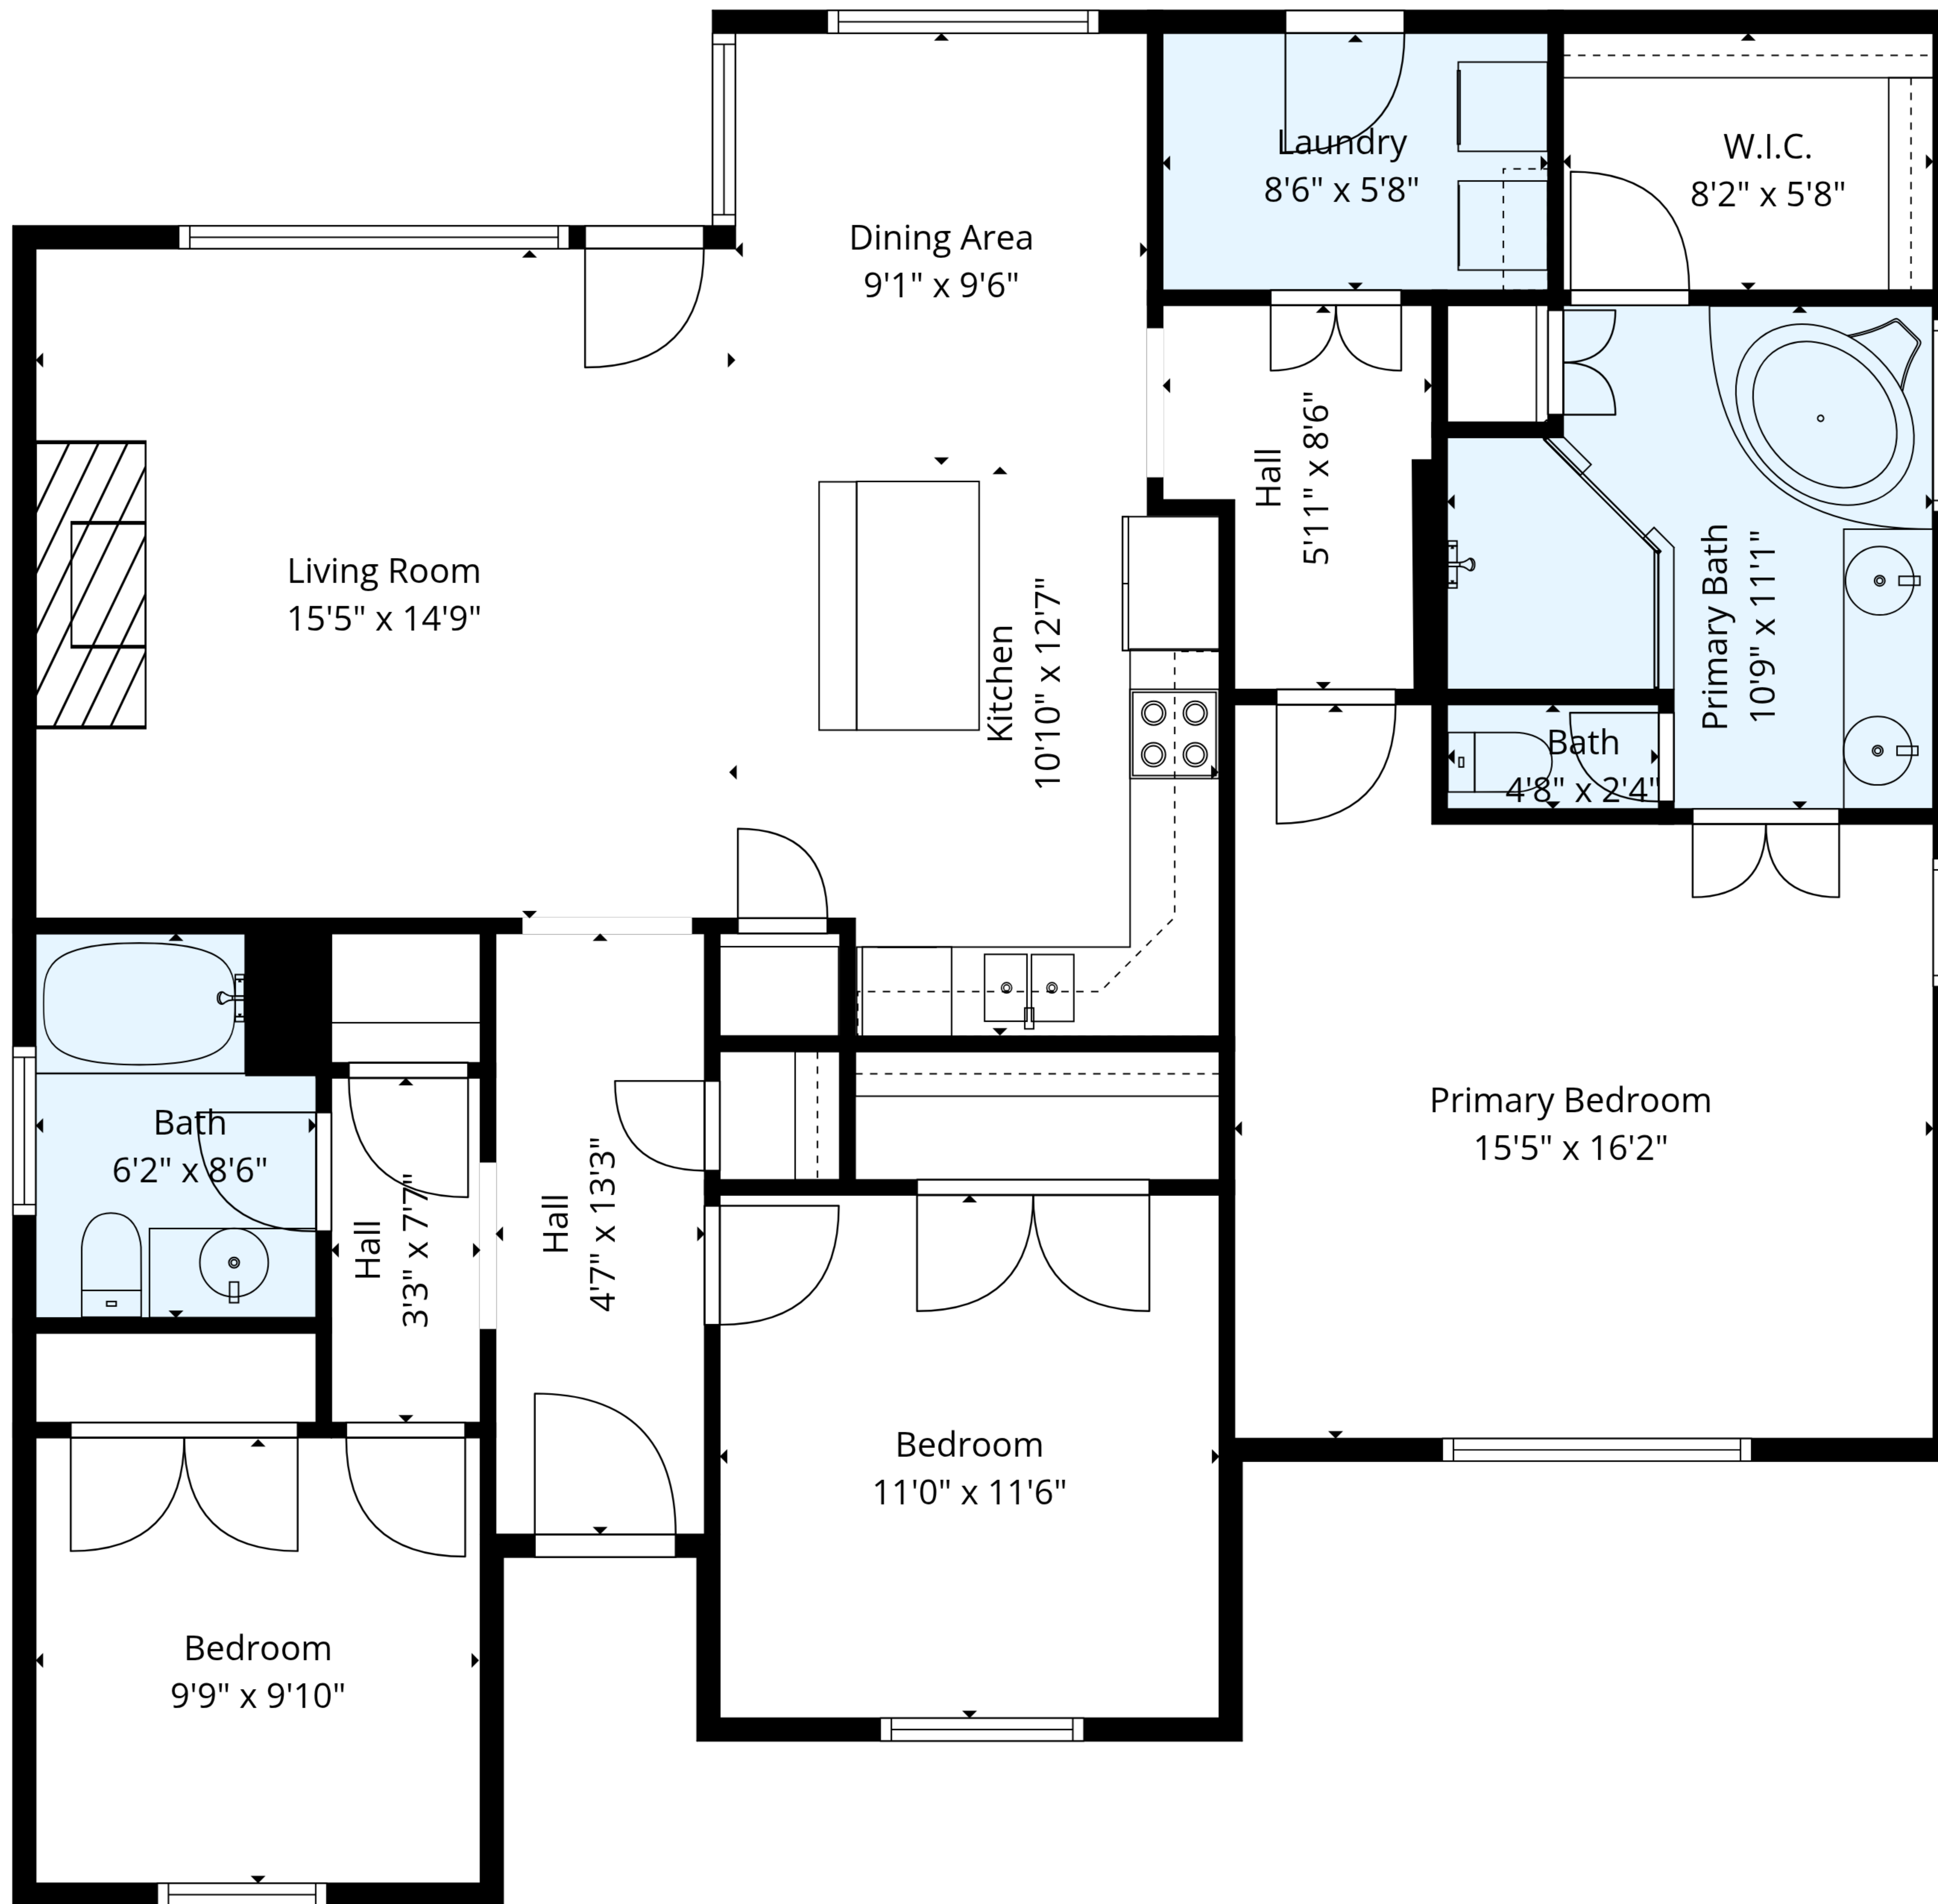 Laundry
8'6" x 5'8"
W.I.C.
8'2" x 5'8"
Dining Area
9'1" x 9'6"
Hall
5'11" x 8'6"
Living Room
15'5" x 14'9"
Kitchen
10'10" x 12'7"
Primary Bath
10'9" x 11'1"
Bath
4'8" x 2'4"
Primary Bedroom
15'5" x 16'2"
Bath
6'2" x 8'6"
Hall
3'3" x 7'7"
Hall
4'7" x 13'3"
Bedroom
11'0" x 11'6"
Bedroom
9'9" x 9'10"